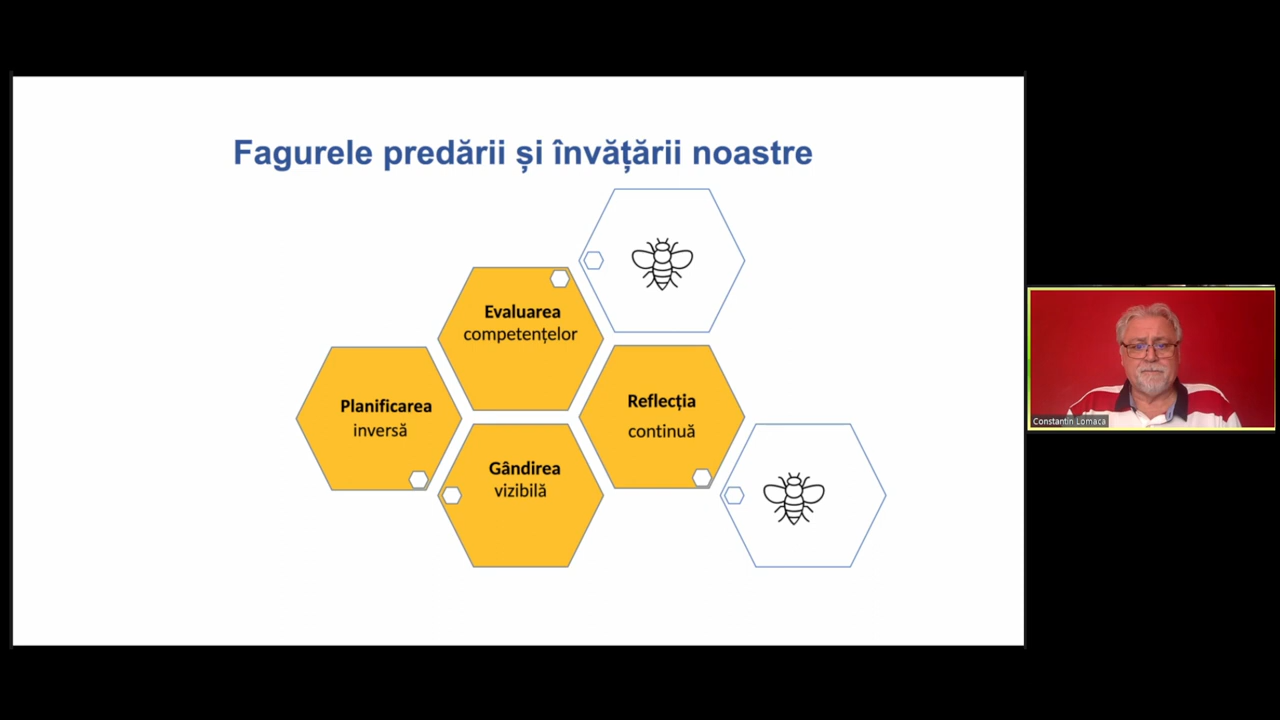 Fagurele predării și învățării noastre
Evaluarea
competențelor
Planificarea
inversă
Reflecția
continuă
Gândirea
vizibilă
Constantin Lomaca